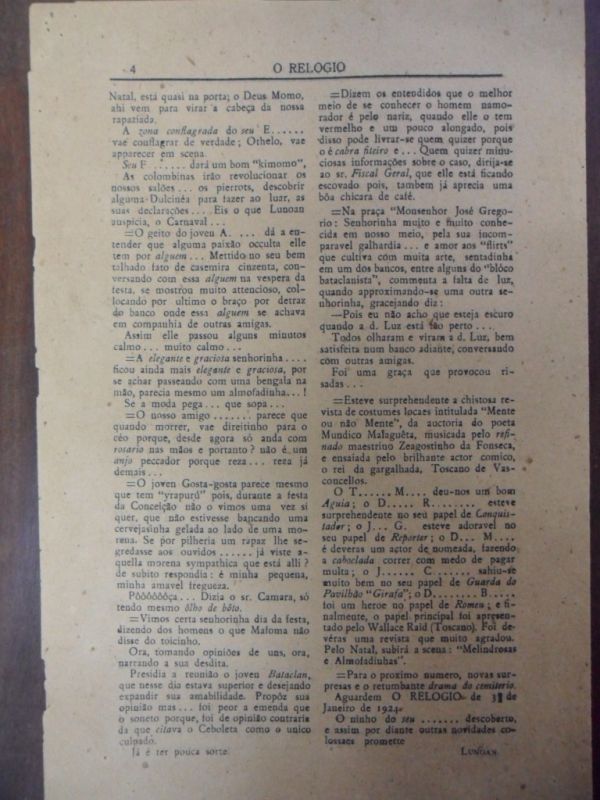 4
O RELOGIO
Natal, está quasi na porta; o Deus Momo,
ahi vem para virar a cabeça da nossa
rapaziada.
A zona conflagrada do seu E......
vae conflagrar de verdade; Othelo, vae
apparecer em scena.
Seu F ...... dará um bom "kimomo",
As colombinas irão revolucionar os
nossos salões... os pierrots, descobrir
alguma Dulcinéa para fazer ao luar, as
suas declarações... Eis o que Lunoan
auspicia, o Carnaval...
=O geito do joven A. ... dá a en-
tender que alguma paixão occulta elle
tem por alguem... Mettido no seu bem
talhado fato de casemira cinzenta, con-
versando com essa alguem na vespera da
festa, se mostrou muito attencioso, col-
locando por ultimo o braço por detraz
do banco onde essa alguem se achava
em companhia de outras amigas.
Assim elle passou alguns minutos
calmo... muito calmo...
=A elegante e graciosa senhorinha....
ficou ainda mais elegante e graciosa, por
se achar passeando com uma bengala na
mão, parecia mesmo um almofadinha...!
Se a moda pega... que sopa...
=O nosso amigo ....... parece que
quando morrer, vae direitinho para o
céo porque, desde agora só anda com
rosario nas mãos e portanto? não é um
anjo peccador porque reza... reza já
demais...
=O joven Gosta-gosta parece mesmo
que tem "yrapurú" pois, durante a festa
da Conceição não o vimos uma vez si
quer, que não estivesse bancando uma
cervejasinha gelada ao lado de uma mo-
rena. Se por pilheria um rapaz lhe se-
gredasse aos ouvidos ...... já viste a-
quella morena sympathica que está alli?
de subito respondia: é minha pequena,
minha amavel fregueza.
Pôôôôôôça... Dizia o sr. Camara, só
tendo mesmo ôlho de bôto.
=Vimos certa senhorinha dia da festa,
dizendo dos homens o que Mafoma não
disse do toicinho.
Ora, tomando opiniões de uns, ora,
narrando a sua desdita.
Presidia a reunião o joven Bataclan,
que nesse dia estava superior e desejando
expandir sua amabilidade. Propôz sua
opinião mas... foi peor a emenda que
o soneto porque, foi de opinião contraria
da que citava o Ceboleta como o unico
culpado.
Já é ter pouca sorte.
=Dizem os entendidos que o melhor
meio de se conhecer o homem namo-
rador é pelo nariz, quando elle o tem
vermelho e um pouco alongado, pois
disso pode livrar-se quem quizer porque
o é cabra fiteiro e... Quem quizer minu-
ciosas informações sobre o caso, dirija-se
ao sr. Fiscal Geral, que elle está ficando
escovado pois, tambem já aprecia uma
bôa chicara de café.
=Na praça "Monsenhor José Grego-
rio: Senhorinha muito e muito conhe-
cida em nosso meio, pela sua incom-
paravel galhardia... e amor aos "flirts"
que cultiva com muita arte, sentadinha
em um dos bancos, entre alguns do "blóco
bataclanista", commenta a falta de luz,
quando approximando-se uma outra se-
nhorinha, gracejando diz:
—Pois eu não acho que esteja escuro
quando a d. Luz está tão perto...
Todos olharam e viram a d. Luz, bem
satisfeita num banco adiante, conversando
com outras amigas.
Foi uma graça que provocou ri-
sadas...
=Esteve surprehendente a chistosa re-
vista de costumes locaes intitulada "Mente
ou não Mente", da auctoria do poeta
Mundico Malaguêta, musicada pelo refi-
nado maestrino Zeagostinho da Fonseca,
e ensaiada pelo brilhante actor comico,
o rei da gargalhada, Toscano de Vas-
concellos.
O T...... M.... deu-nos um bom
Aguia; o D..... R........ esteve
surprehendente no seu papel de Conquis-
tador; o J... G. esteve adoravel no
seu papel de Reporter; o D... M....
é deveras um actor de nomeada, fazendo
a caboclada correr com medo de pagar
multa; o J...... C....... sahiu-se
muito bem no seu papel de Guarda do
Pavilhão "Girafa"; o D........ B.....
foi um heroe no papel de Romeu; e fi-
nalmente, o papel principal foi apresen-
tado pelo Wallace Raid (Toscano). Foi de-
véras uma revista que muito agradou.
Pelo Natal, subirá a scena: "Melindrosas
e Almofadinhas".
=Para o proximo numero, novas sur-
presas e o retumbante drama do cemiterio.
Aguardem O RELOGIO de 31 de
Janeiro de 1924.
O ninho do seu ....... descoberto,
e assim por diante outras novidades co-
lossaes promette
LUNOAN.